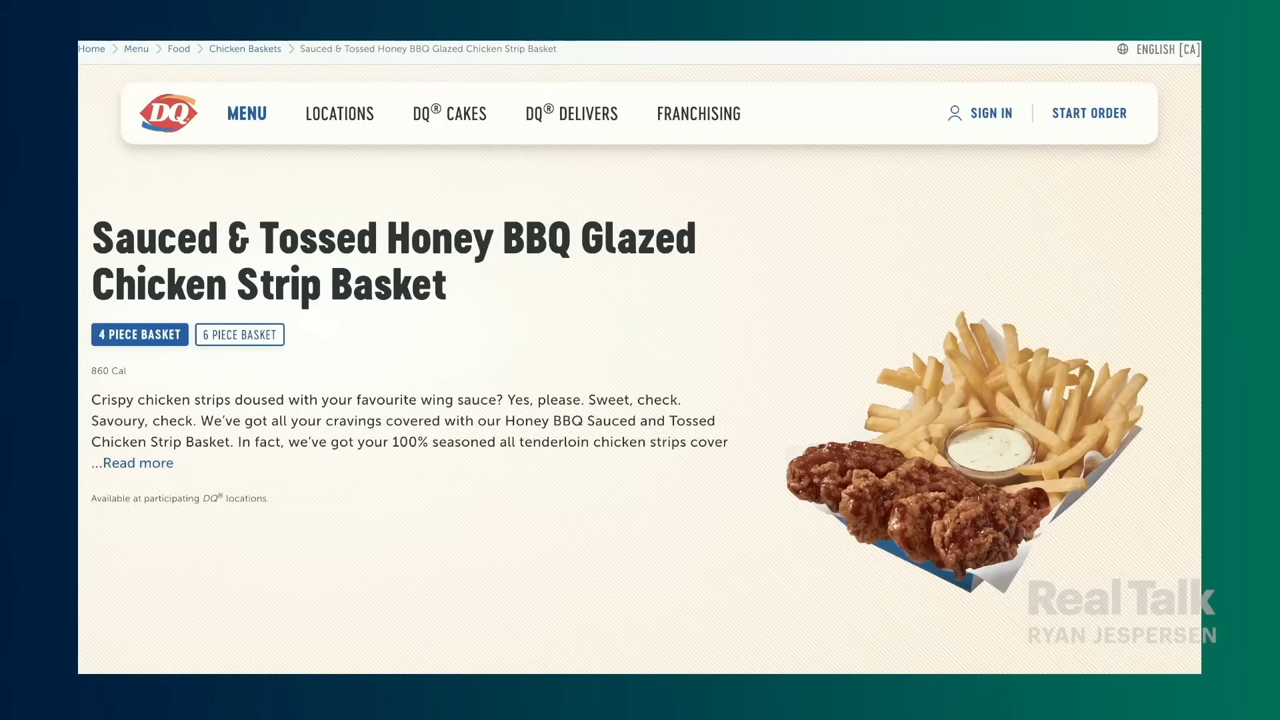 Home > Menu > Food > Chicken Baskets > Sauced & Tossed Honey BBQ Glazed Chicken Strip Basket
ENGLISH [CA]
DQ MENU LOCATIONS DQ® CAKES DQ® DELIVERS FRANCHISING SIGN IN START ORDER
Sauced & Tossed Honey BBQ Glazed
Chicken Strip Basket
4 PIECE BASKET 6 PIECE BASKET
860 Cal
Crispy chicken strips doused with your favourite wing sauce? Yes, please. Sweet, check.
Savoury, check. We've got all your cravings covered with our Honey BBQ Sauced and Tossed
Chicken Strip Basket. In fact, we've got your 100% seasoned all tenderloin chicken strips cover
...Read more
Available at participating DQ® locations.
Real Talk
RYAN JESPERSEN